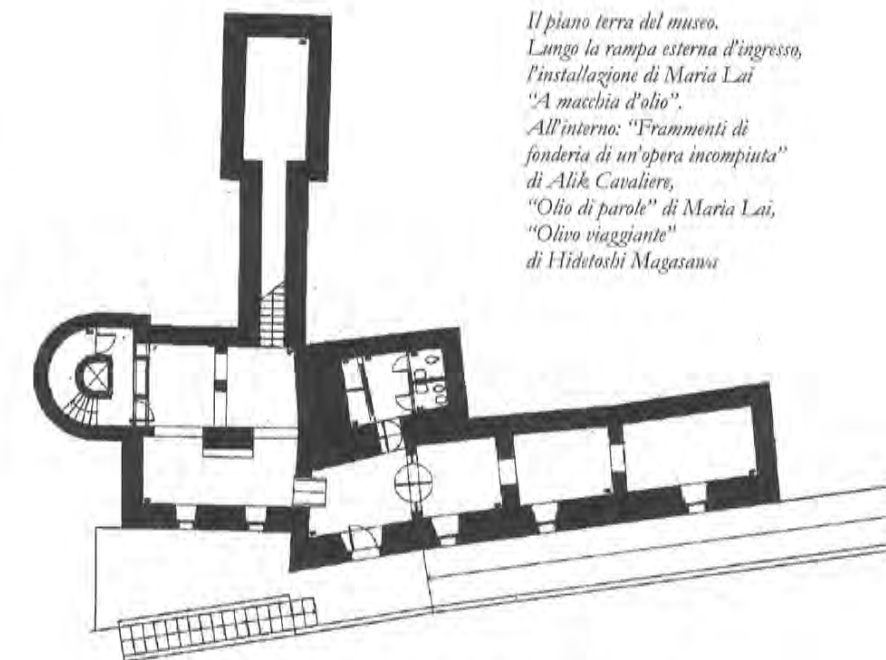 Il piano terra del museo.
Lungo la rampa esterna d'ingresso,
l'installazione di Maria Lai
“A macchia d'olio”.
All'interno: “Frammenti di
fonderia di un'opera incompiuta”
di Alik Cavaliere,
“Olio di parole” di Maria Lai,
“Olivo viaggiante”
di Hidetoshi Magasawa